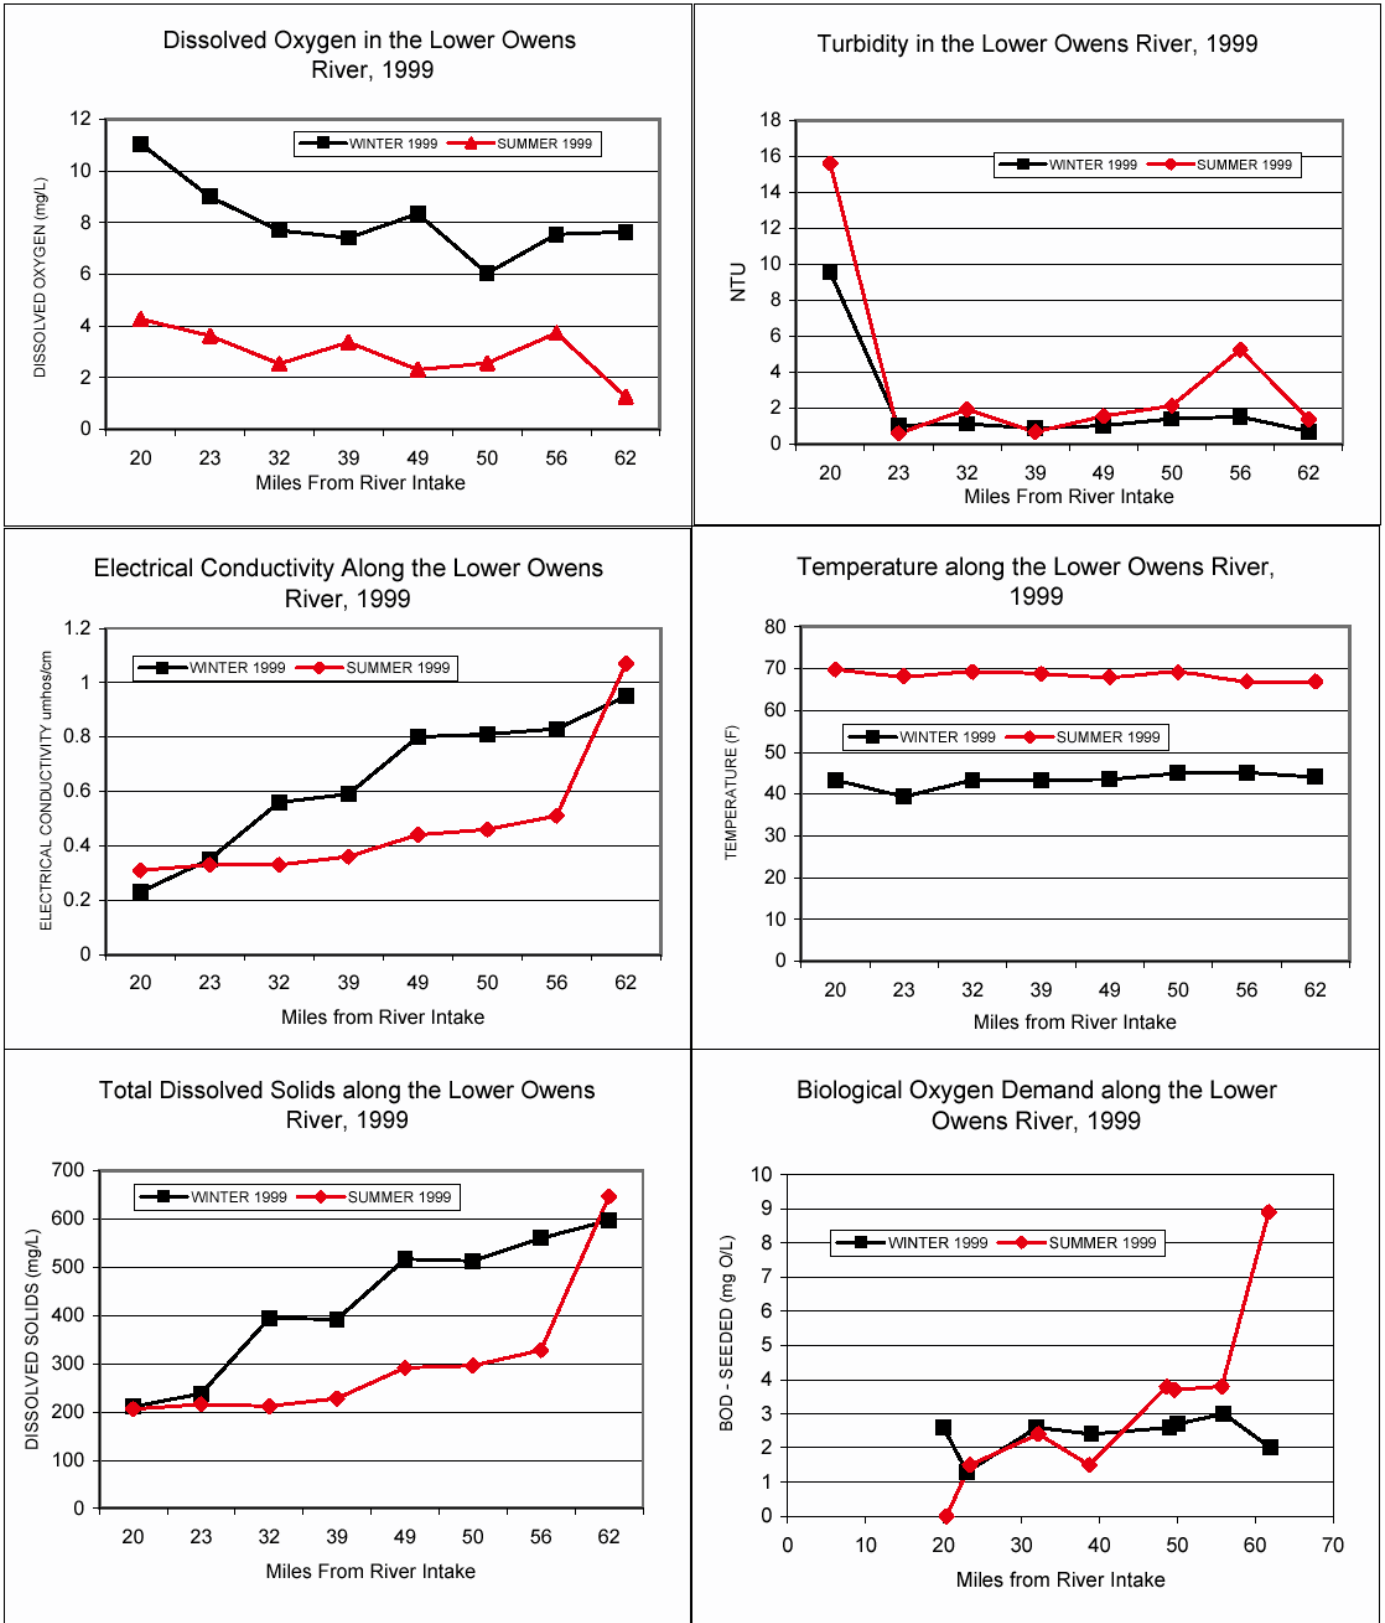 Dissolved Oxygen in the Lower Owens
River, 1999
DISSOLVED OXYGEN (mg/L)
12
10
8
6
4
2
0
WINTER 1999 SUMMER 1999
20 23 32 39 49 50 56 62
Miles From River Intake
Turbidity in the Lower Owens River, 1999
NTU
18
16
14
12
10
8
6
4
2
0
WINTER 1999 SUMMER 1999
20 23 32 39 49 50 56 62
Miles From River Intake
Electrical Conductivity Along the Lower Owens
River, 1999
ELECTRICAL CONDUCTIVITY umhos/cm
1.2
1
0.8
0.6
0.4
0.2
0
WINTER 1999 SUMMER 1999
20 23 32 39 49 50 56 62
Miles from River Intake
Temperature along the Lower Owens River,
1999
TEMPERATURE (F)
80
70
60
50
40
30
20
10
0
WINTER 1999 SUMMER 1999
20 23 32 39 49 50 56 62
Miles from River Intake
Total Dissolved Solids along the Lower Owens
River, 1999
DISSOLVED SOLIDS (mg/L)
700
600
500
400
300
200
100
0
WINTER 1999 SUMMER 1999
20 23 32 39 49 50 56 62
Miles From River Intake
Biological Oxygen Demand along the Lower
Owens River, 1999
BOD - SEEDED (mg O/L)
10
9
8
7
6
5
4
3
2
1
0
WINTER 1999 SUMMER 1999
0 10 20 30 40 50 60 70
Miles from River Intake